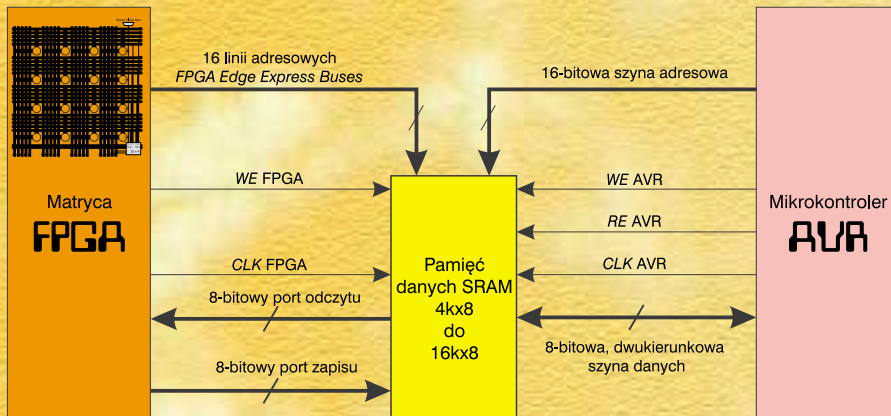 16 linii adresowych
FPGA Edge Express Buses
16-bitowa szyna adresowa
Matryca
FPGA
WE FPGA
CLK FPGA
8-bitowy port odczytu
8-bitowy port zapisu
Pamięć
danych SRAM
4kx8
do
16kx8
WE AVR
RE AVR
CLK AVR
8-bitowa, dwukierunkowa
szyna danych
Mikrokontroler
AVR